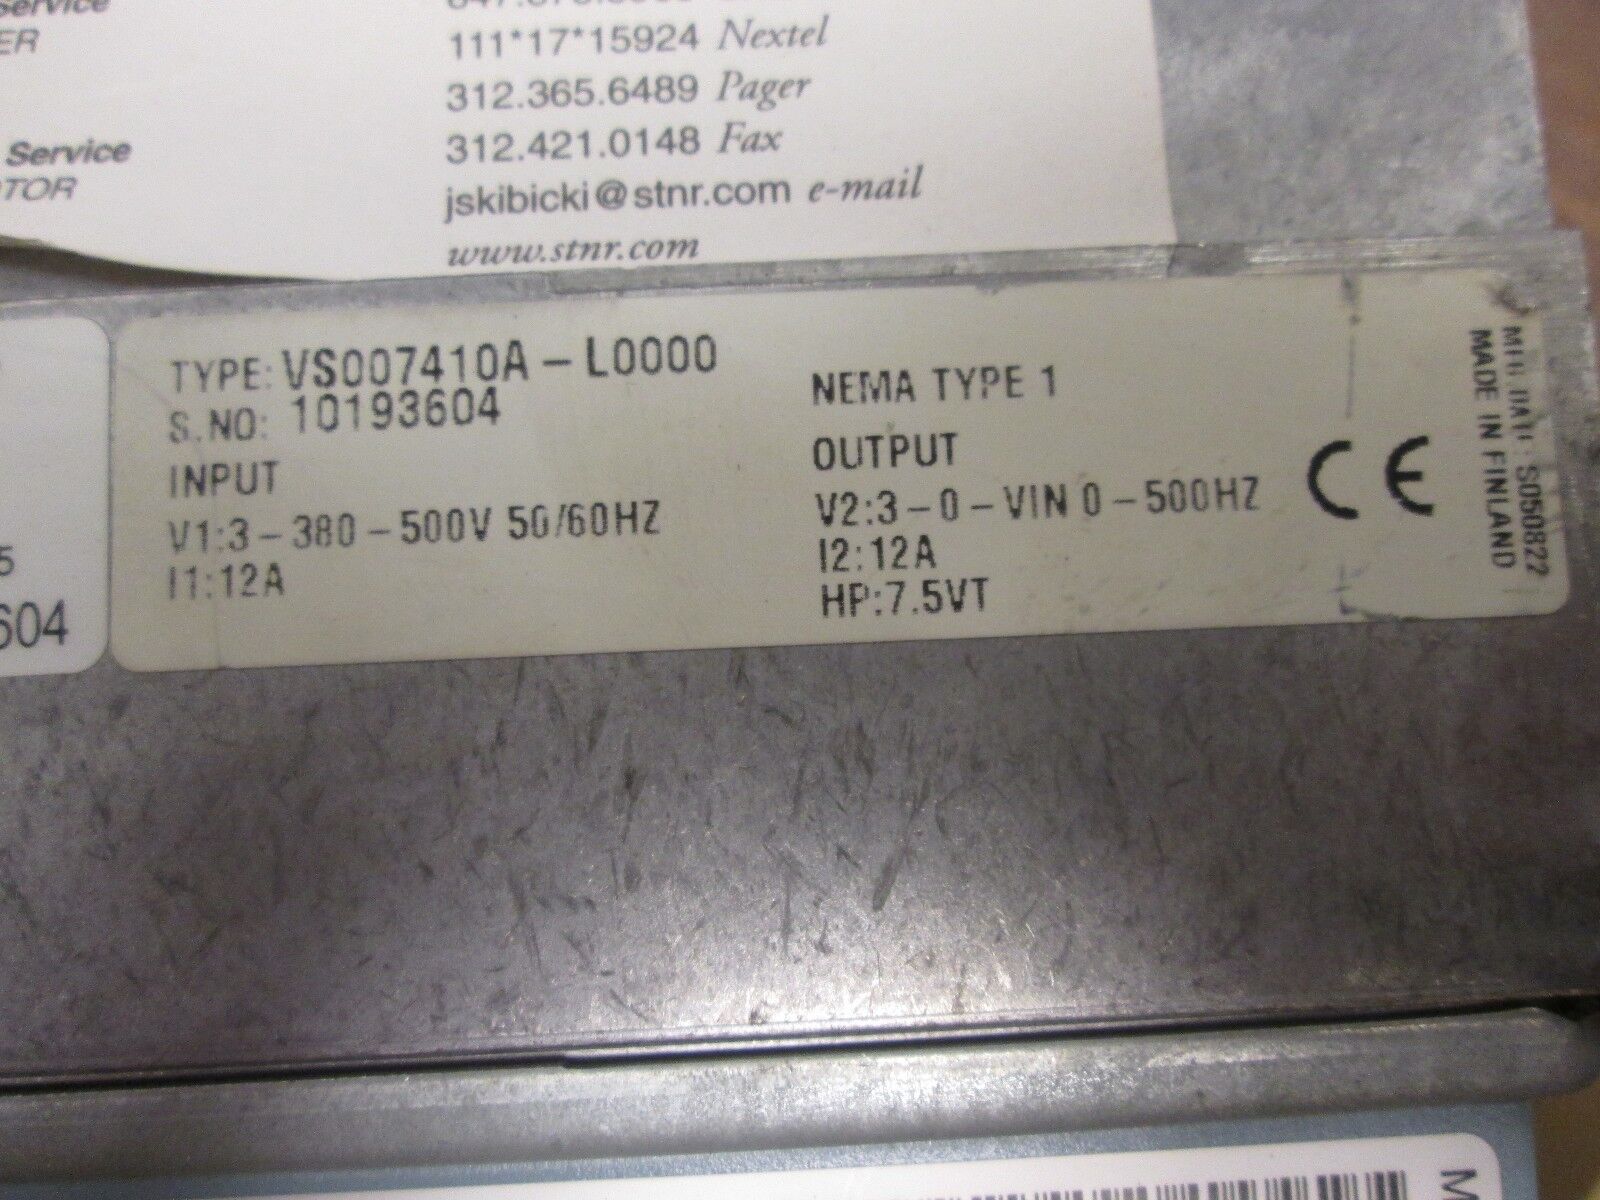 Service
ER
111*17*15924 Nextel
312.365.6489 Pager
312.421.0148 Fax
Service
TOR
jskibicki@stnr.com e-mail
www.stnr.com
TYPE: VS007410A – L0000
S.NO: 10193604
INPUT
V1:3 – 380 – 500V 50/60HZ
I1:12A
NEMA TYPE 1
OUTPUT
V2:3 – 0 – VIN 0 – 500HZ
I2:12A
HP:7.5VT
CE
MFR.DATE: S050822
MADE IN FINLAND
5
604
M